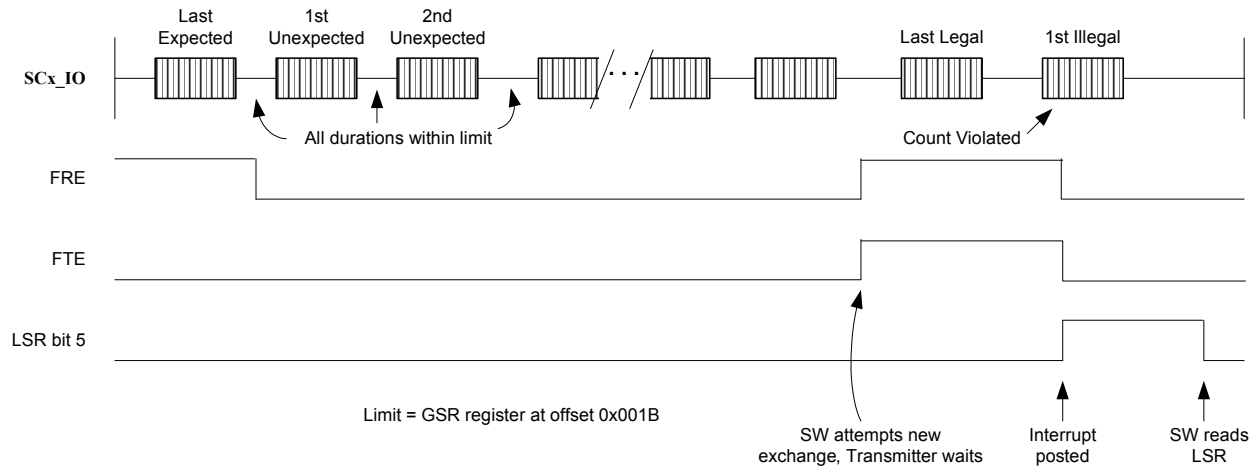 Last
Expected
1st
Unexpected
2nd
Unexpected
Last Legal
1st Illegal
SCx_IO
. . .
All durations within limit
Count Violated
FRE
FTE
LSR bit 5
Limit = GSR register at offset 0x001B
SW attempts new
exchange, Transmitter waits
Interrupt
posted
SW reads
LSR